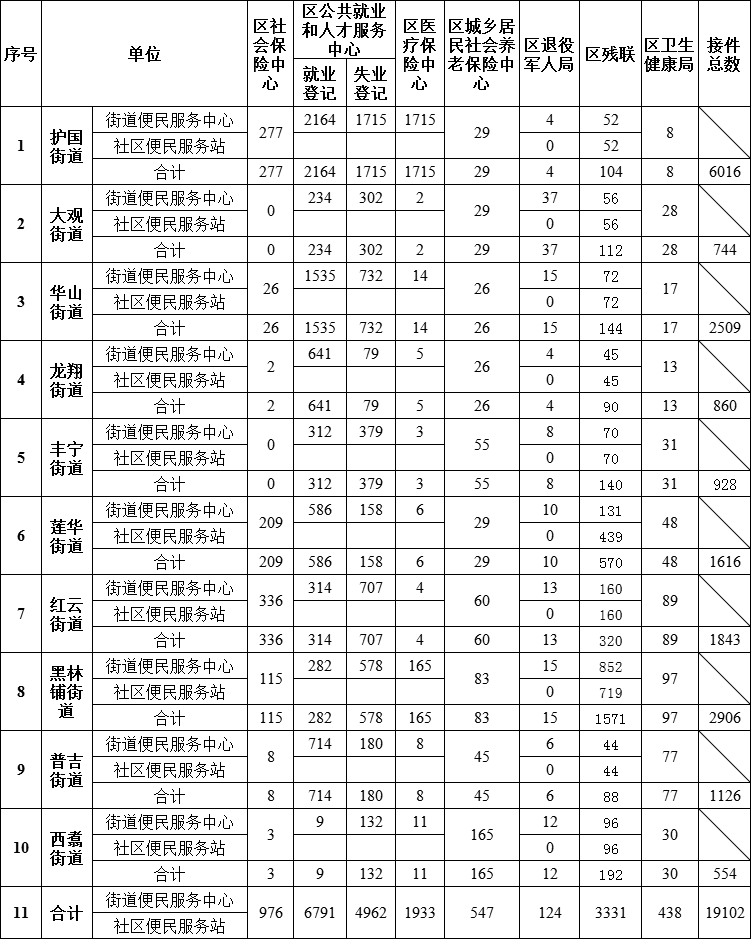 序号 单位 区社会保险中心 区公共就业和人才服务中心 区医疗保险中心 区城乡居民社会养老保险中心 区退役军人局 区残联 区卫生健康局 接件总数
就业登记 失业登记
1 护国街道 街道便民服务中心 277 2164 1715 1715 29 4 52 8
社区便民服务站 0 52
合计 277 2164 1715 1715 29 4 104 8 6016
2 大观街道 街道便民服务中心 0 234 302 2 29 37 56 28
社区便民服务站 0 56
合计 0 234 302 2 29 37 112 28 744
3 华山街道 街道便民服务中心 26 1535 732 14 26 15 72 17
社区便民服务站 0 72
合计 26 1535 732 14 26 15 144 17 2509
4 龙翔街道 街道便民服务中心 2 641 79 5 26 4 45 13
社区便民服务站 0 45
合计 2 641 79 5 26 4 90 13 860
5 丰宁街道 街道便民服务中心 0 312 379 3 55 8 70 31
社区便民服务站 0 70
合计 0 312 379 3 55 8 140 31 928
6 莲华街道 街道便民服务中心 209 586 158 6 29 10 131 48
社区便民服务站 0 439
合计 209 586 158 6 29 10 570 48 1616
7 红云街道 街道便民服务中心 336 314 707 4 60 13 160 89
社区便民服务站 0 160
合计 336 314 707 4 60 13 320 89 1843
8 黑林铺街道 街道便民服务中心 115 282 578 165 83 15 852 97
社区便民服务站 0 719
合计 115 282 578 165 83 15 1571 97 2906
9 普吉街道 街道便民服务中心 8 714 180 8 45 6 44 77
社区便民服务站 0 44
合计 8 714 180 8 45 6 88 77 1126
10 西翥街道 街道便民服务中心 3 9 132 11 165 12 96 30
社区便民服务站 0 96
合计 3 9 132 11 165 12 192 30 554
11 合计 街道便民服务中心 976 6791 4962 1933 547 124 3331 438 19102
社区便民服务站